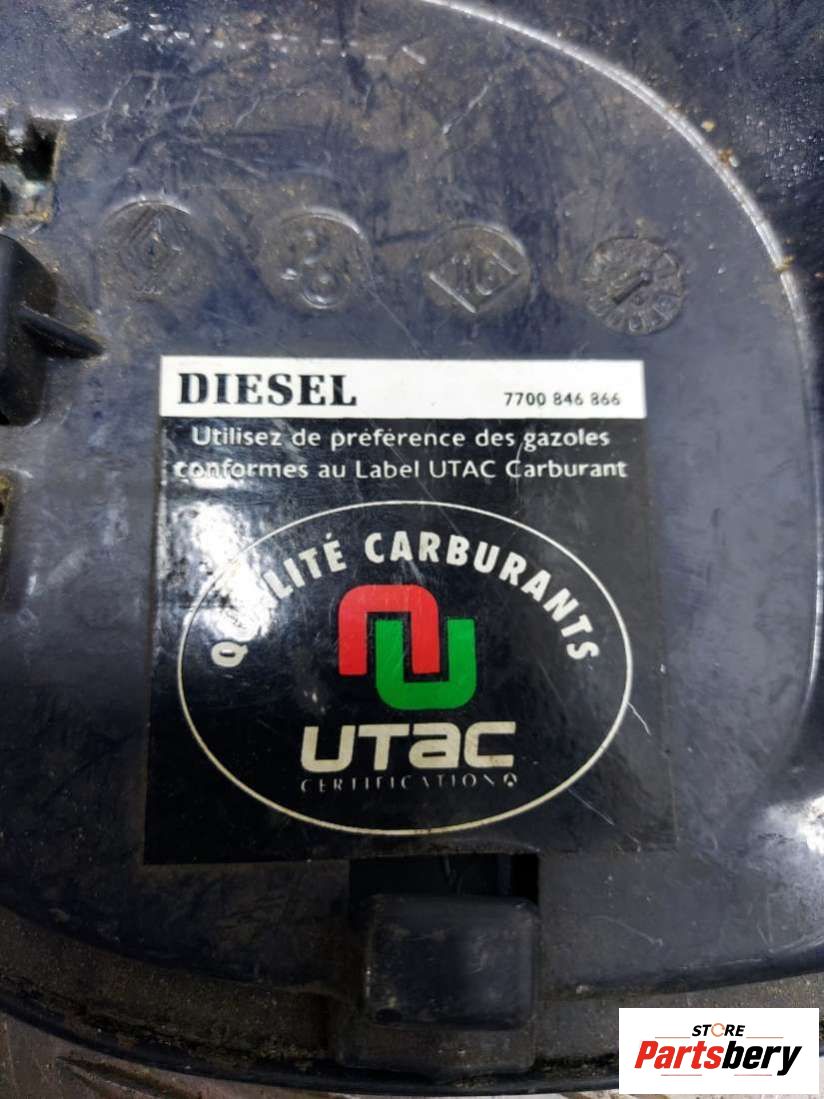 16
DIESEL 7700 846 866
Utilisez de préférence des gazoles
conformes au Label UTAC Carburant
QUALITÉ CARBURANTS
UTAC
CERTIFICATION
STORE
Partsbery